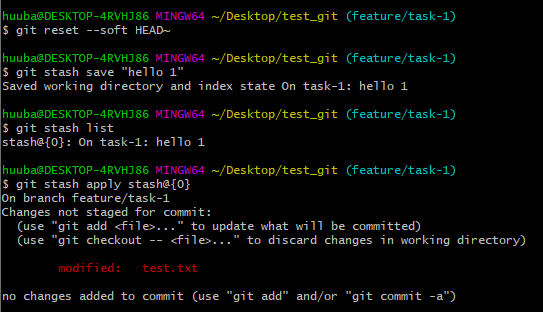 huuba@DESKTOP-4RVHJ86 MINGW64 ~/Desktop/test_git (feature/task-1)
$ git reset --soft HEAD~
huuba@DESKTOP-4RVHJ86 MINGW64 ~/Desktop/test_git (feature/task-1)
$ git stash save "hello 1"
Saved working directory and index state On task-1: hello 1
huuba@DESKTOP-4RVHJ86 MINGW64 ~/Desktop/test_git (feature/task-1)
$ git stash list
stash@{0}: On task-1: hello 1
huuba@DESKTOP-4RVHJ86 MINGW64 ~/Desktop/test_git (feature/task-1)
$ git stash apply stash@{0}
On branch feature/task-1
Changes not staged for commit:
  (use "git add <file>..." to update what will be committed)
  (use "git checkout -- <file>..." to discard changes in working directory)
        modified:   test.txt
no changes added to commit (use "git add" and/or "git commit -a")